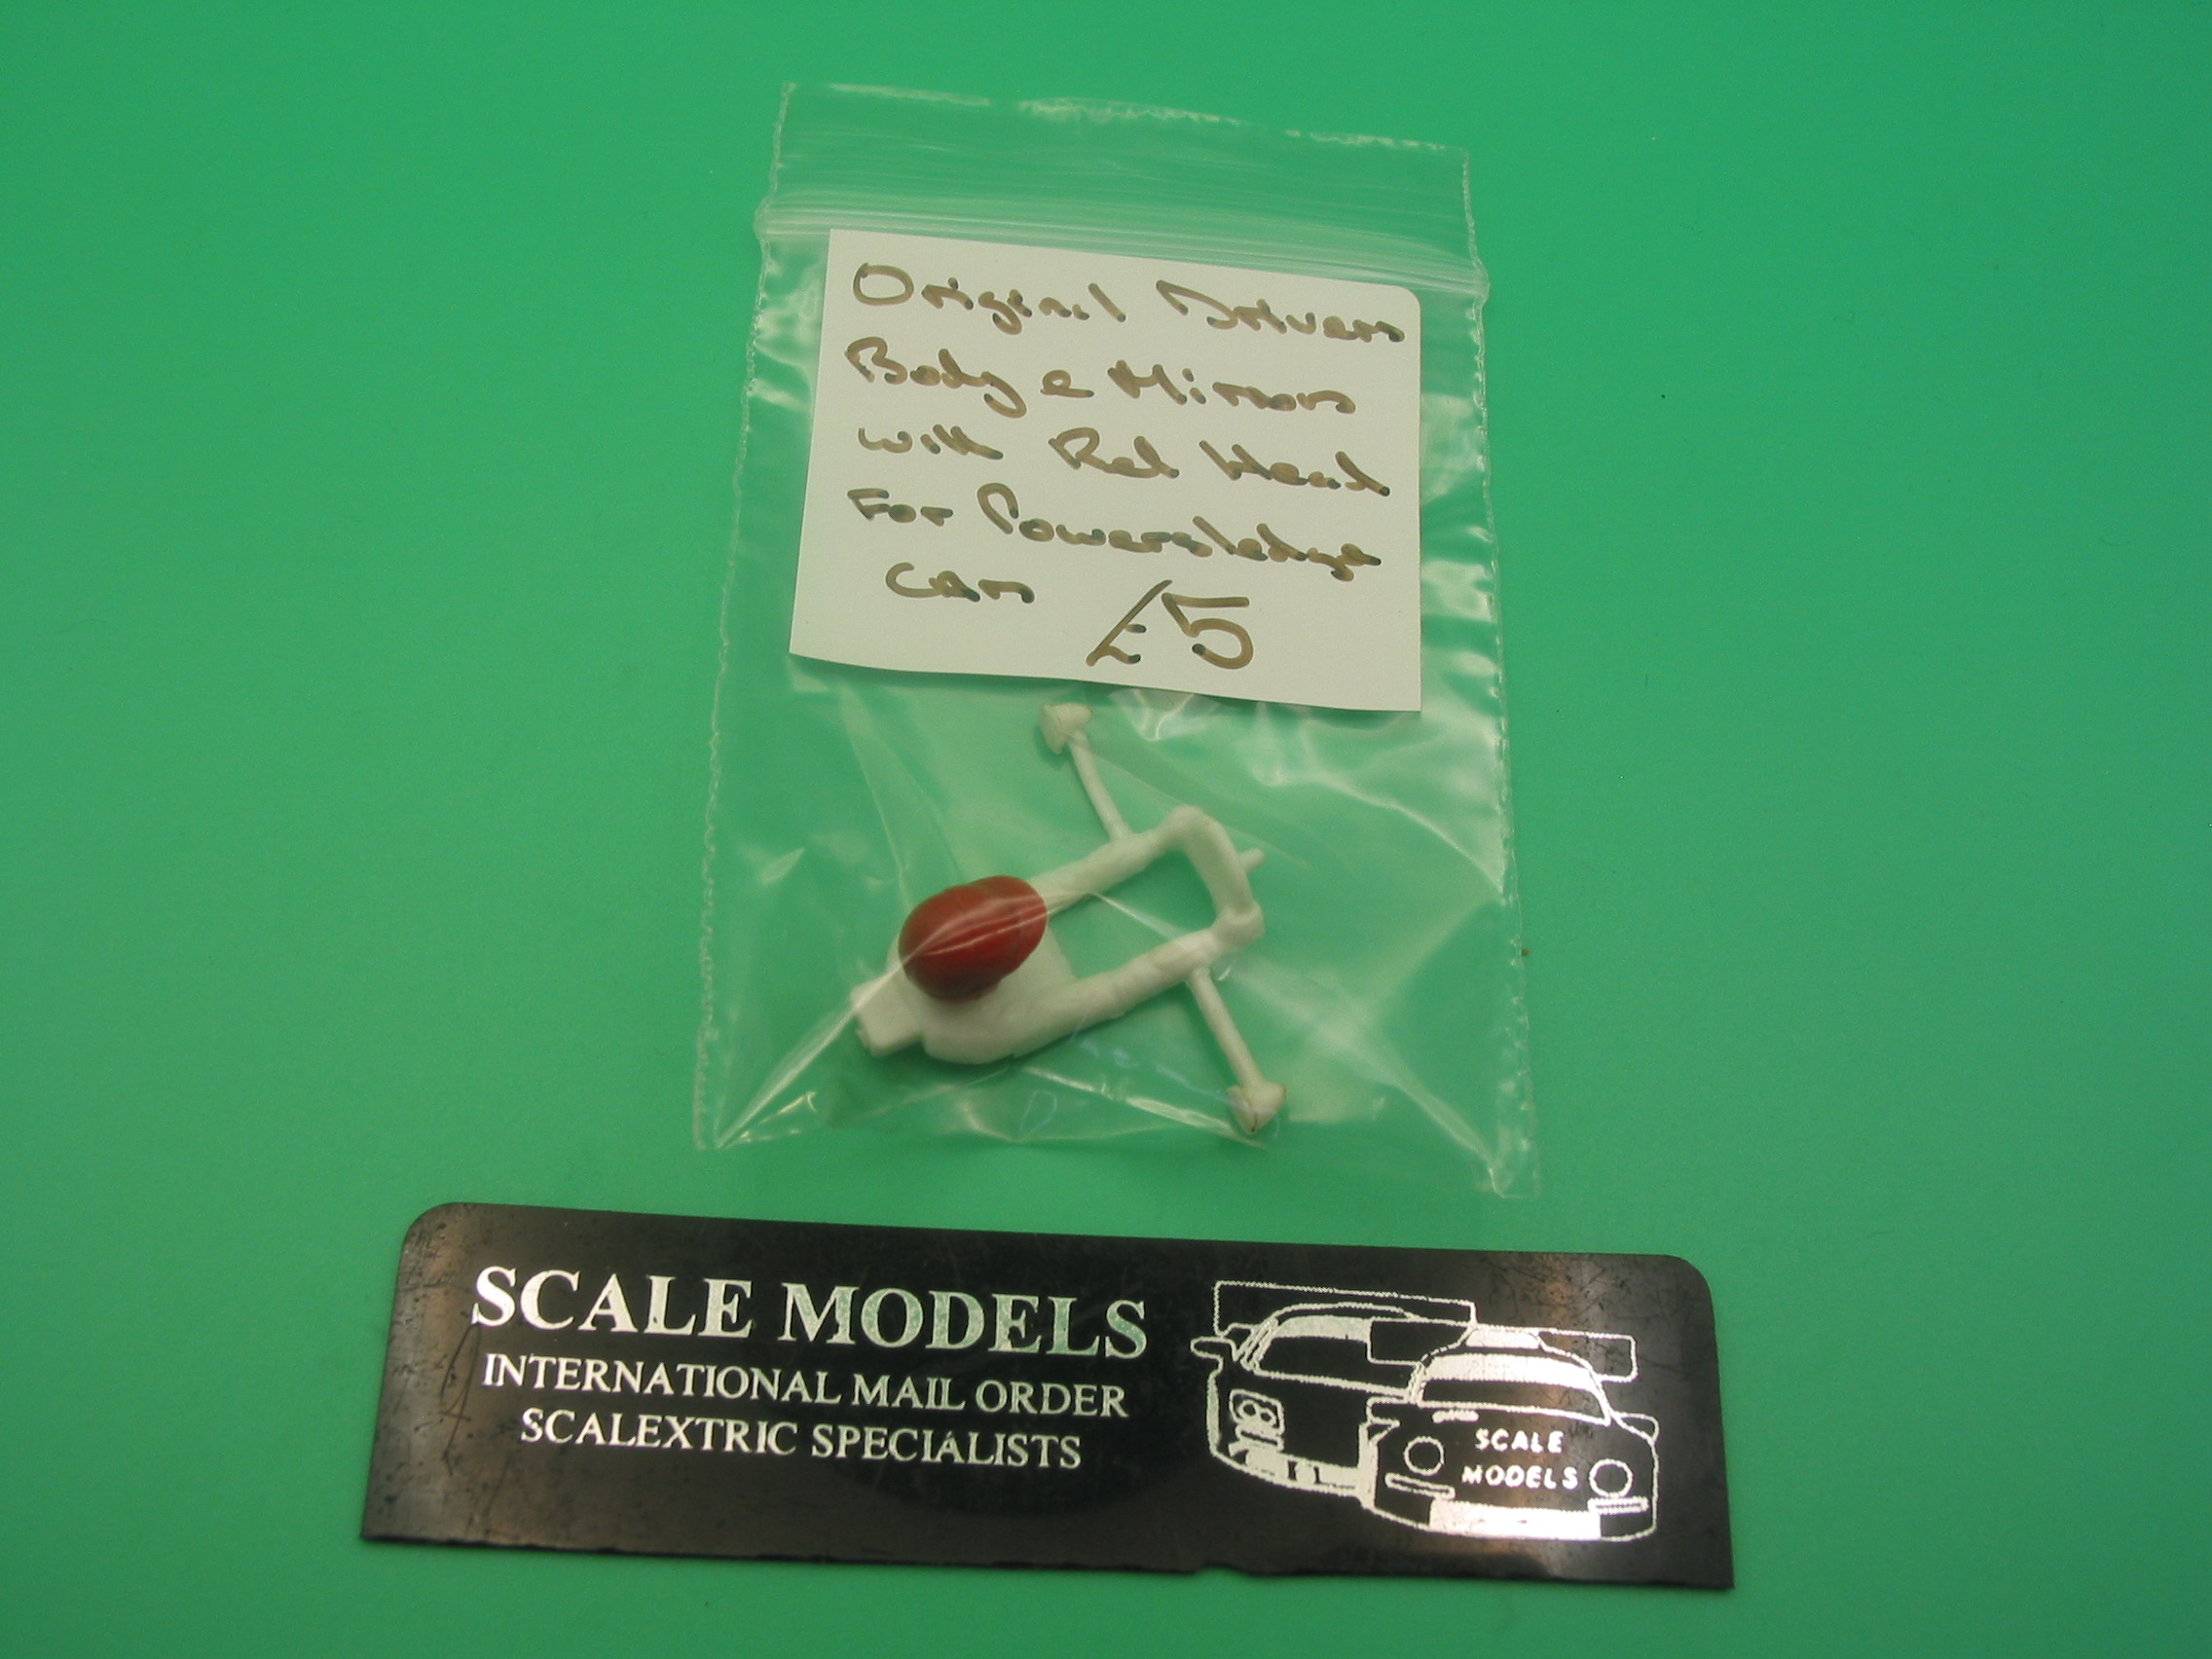 Original Drivers
Body & Mirrors
with Red Head
For Powersledge
Cars £5
SCALE MODELS
INTERNATIONAL MAIL ORDER
SCALEXTRIC SPECIALISTS
SCALE
MODELS